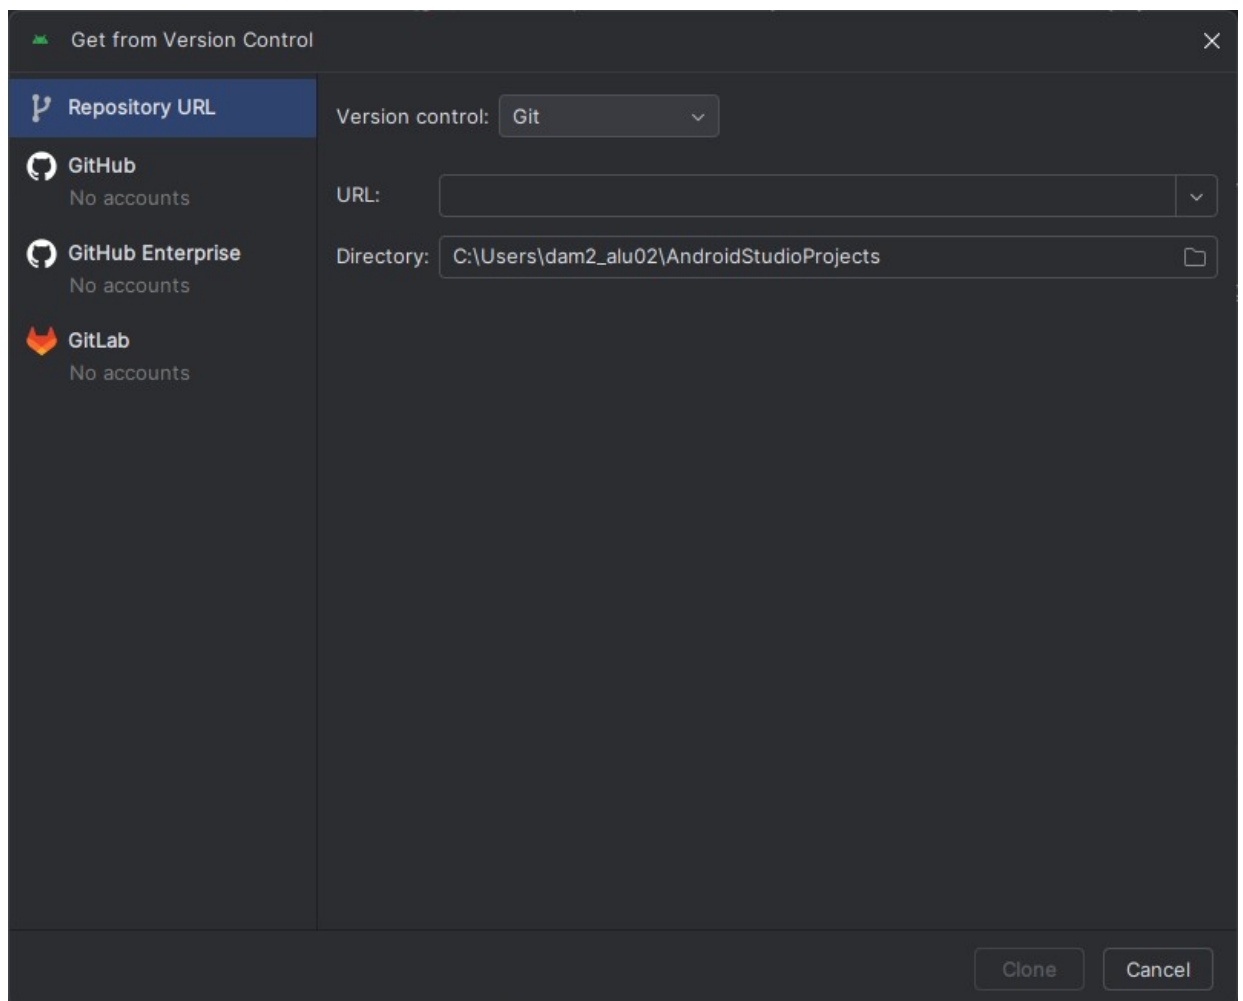 Get from Version Control
Repository URL
GitHub
No accounts
GitHub Enterprise
No accounts
GitLab
No accounts
Version control: Git
URL:
Directory: C:\Users\dam2_alu02\AndroidStudioProjects
Clone Cancel